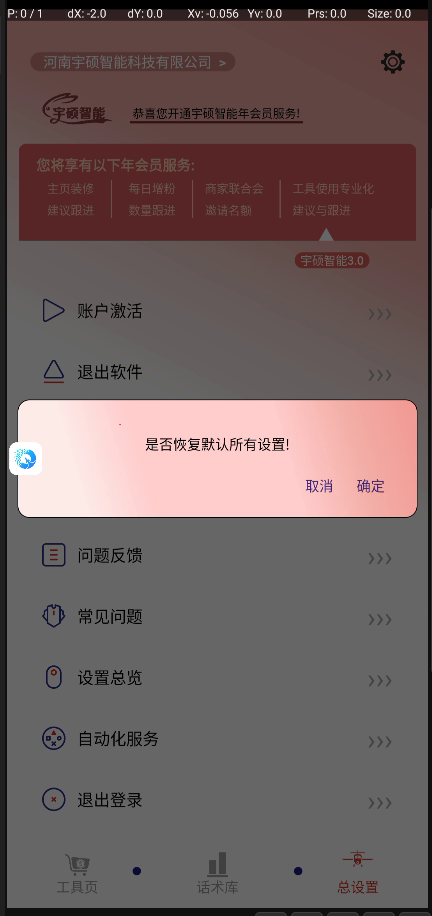 P: 0 / 1 dX: -2.0 dY: 0.0 Xv: -0.056 Yv: 0.0 Prs: 0.0 Size: 0.0
河南宇硕智能科技有限公司 >
宇硕智能 恭喜您开通宇硕智能年会员服务!
您将享有以下年会员服务:
主页装修 每日增粉 商家联合会 工具使用专业化
建议跟进 数量跟进 邀请名额 建议与跟进
宇硕智能3.0
账户激活
退出软件
是否恢复默认所有设置!
取消 确定
问题反馈
常见问题
设置总览
自动化服务
退出登录
工具页 话术库 总设置